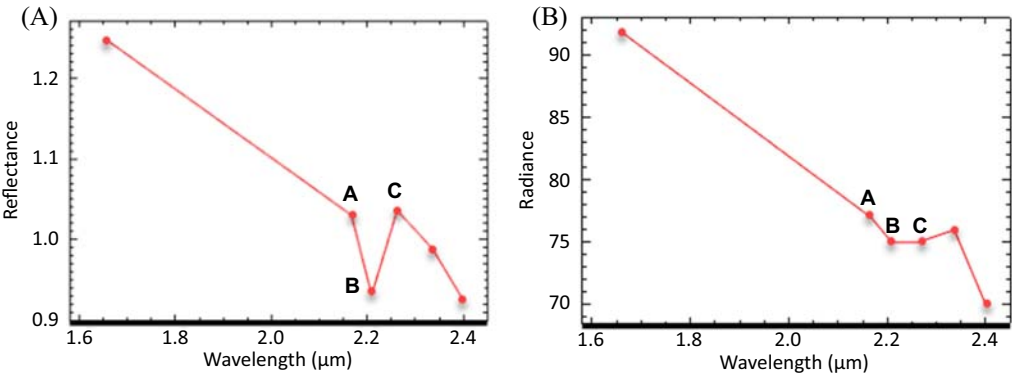 (A)
Reflectance
1.2
1.1
1.0
0.9
A
B
C
1.6
1.8
2.0
2.2
2.4
Wavelength (µm)
(B)
Radiance
90
85
80
75
70
A
B
C
1.6
1.8
2.0
2.2
2.4
Wavelength (µm)